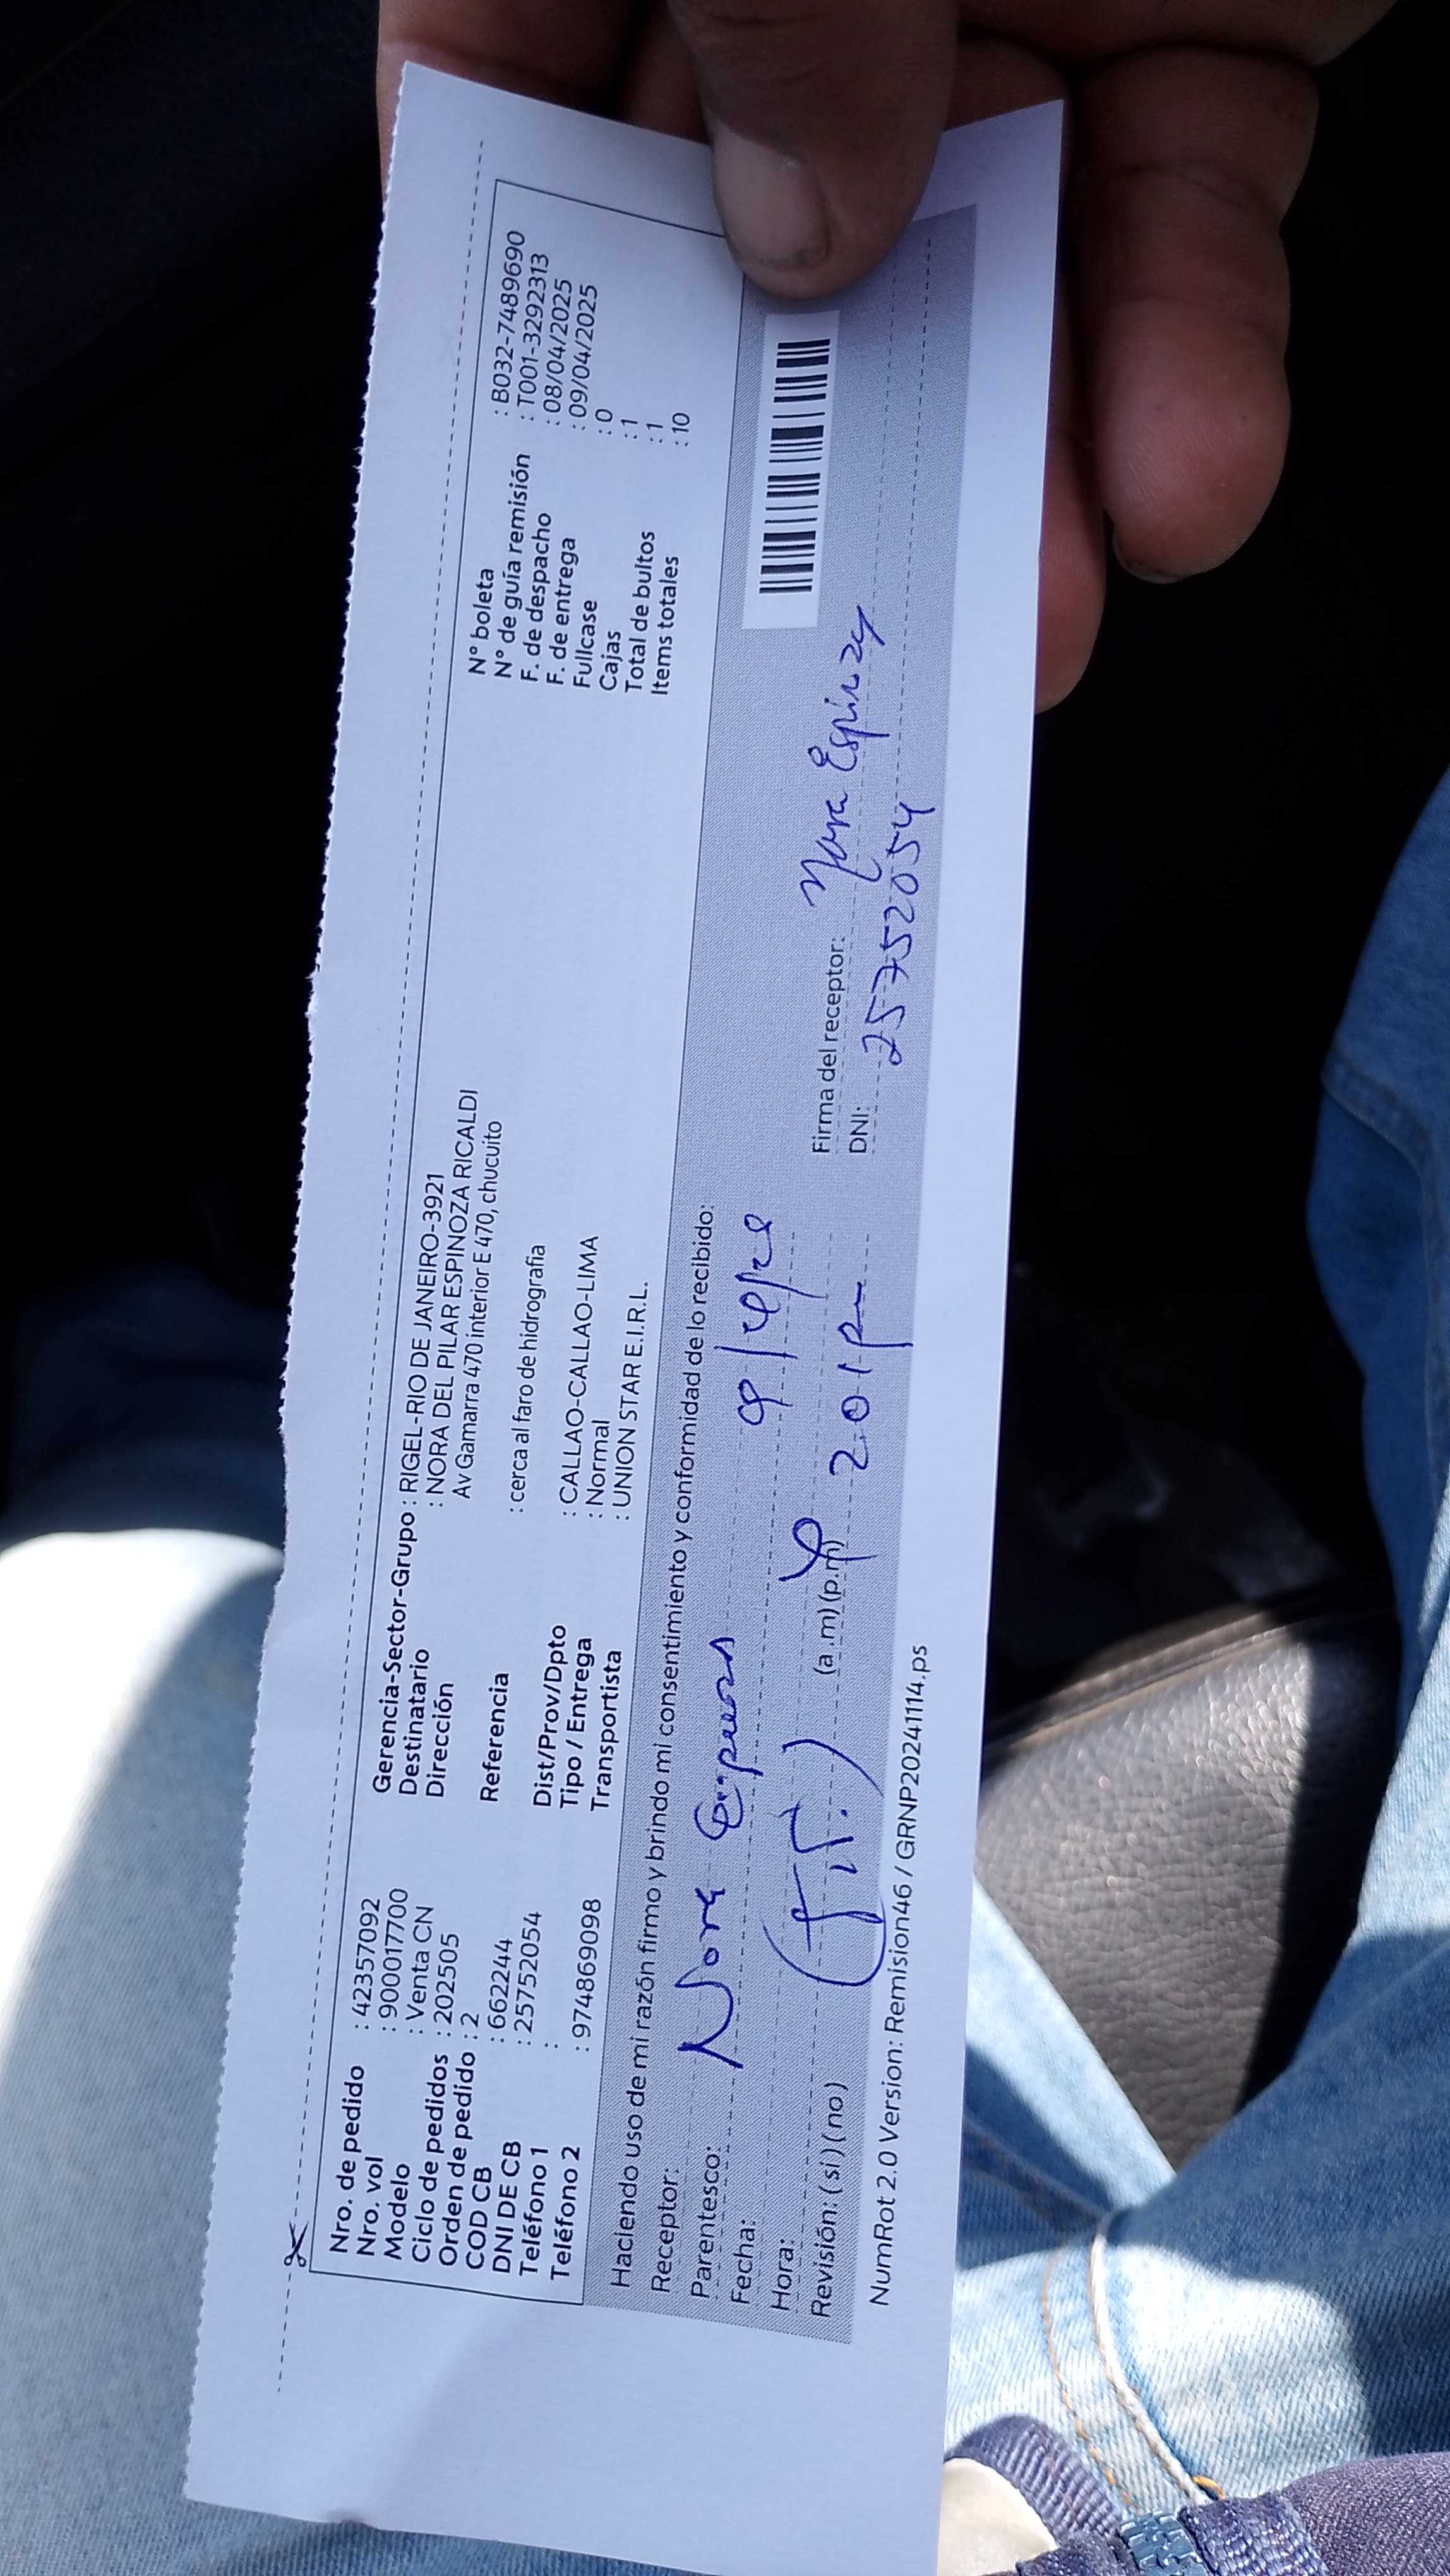 Nro. de pedido : 42357092
Nro. vol : 900017700
Modelo : Venta CN
Ciclo de pedidos : 202505
Orden de pedido : 2
COD CB : 662244
DNI DE CB : 25752054
Teléfono 1 :
Teléfono 2 : 974869098
Gerencia-Sector-Grupo : RIGEL-RIO DE JANEIRO-3921
Destinatario : NORA DEL PILAR ESPINOZA RICALDI
Dirección Av Gamarra 470 interior E 470, chucuito
Referencia : cerca al faro de hidrografia
Dist/Prov/Dpto : CALLAO-CALLAO-LIMA
Tipo / Entrega : Normal
Transportista : UNION STAR E.I.R.L.
N° boleta : B032-7489690
N° de guía remisión : T001-3292313
F. de despacho : 08/04/2025
F. de entrega : 09/04/2025
Fullcase : 0
Cajas : 1
Total de bultos : 1
Items totales : 10
Haciendo uso de mi razón firmo y brindo mi consentimiento y conformidad de lo recibido:
Receptor: Nora
Parentesco:
Fecha:
Hora: (a.m) (p.m) 2.01
Revisión: (si) (no)
Firma del receptor: Nora Espinoza
DNI: 25752054
NumRot 2.0 Version: Remision46 / GRNP20241114.ps